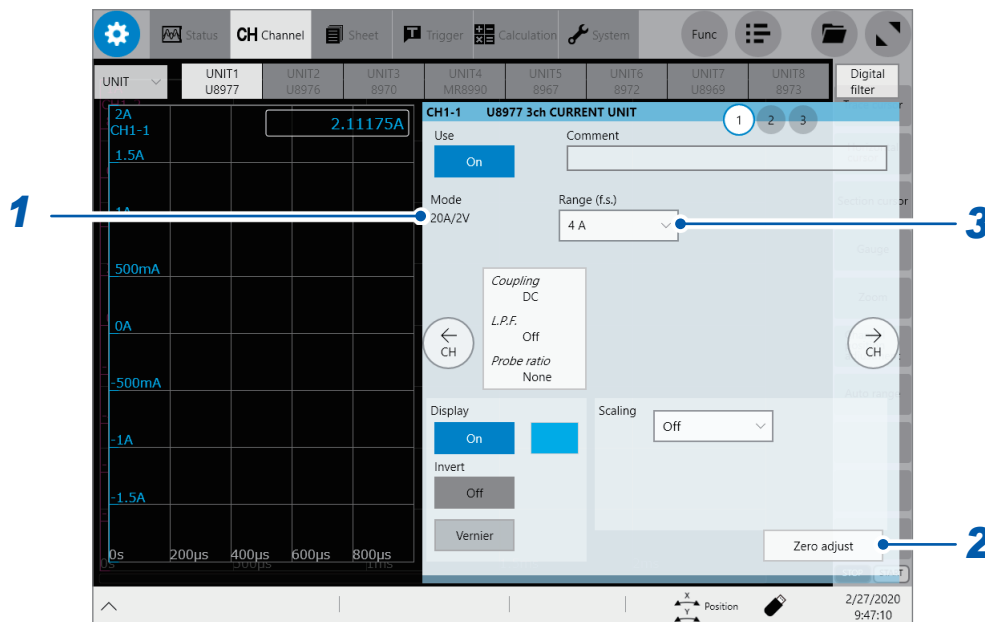 Status
CH Channel
Sheet
Trigger
Calculation
System
Func
UNIT
UNIT1
U8977
UNIT2
U8976
UNIT3
8970
UNIT4
MR8990
UNIT5
8967
UNIT6
8972
UNIT7
U8969
UNIT8
8973
Digital
filter
2A
CH1-1
2.11175A
1.5A
1A
500mA
0A
-500mA
-1A
-1.5A
0s
200μs
400μs
600μs
800μs
CH1-1 U8977 3ch CURRENT UNIT
1
2
3
Use
On
Comment
Mode
20A/2V
Range (f.s.)
4 A
Coupling
DC
L.P.F.
Off
Probe ratio
None
CH
CH
Display
On
Invert
Off
Vernier
Scaling
Off
Zero adjust
1
3
2
X
Y
Position
2/27/2020
9:47:10